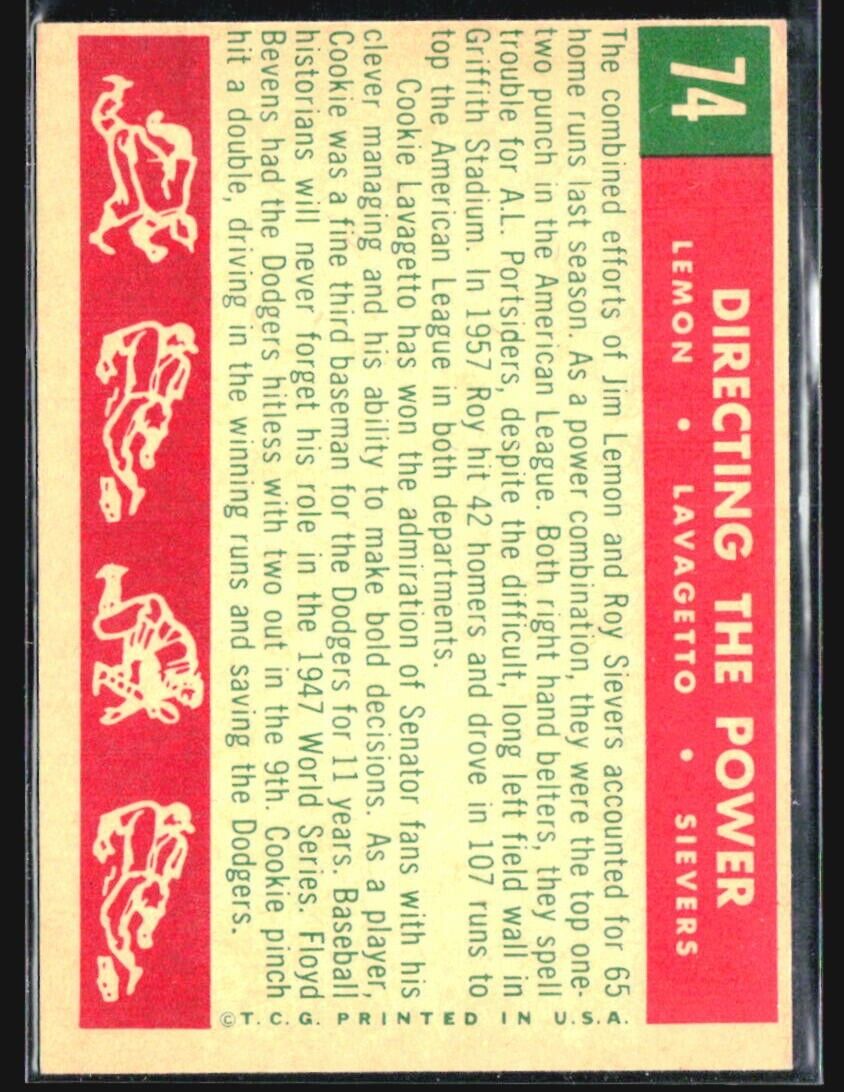 74
DIRECTING THE POWER
LEMON • LAVAGETTO • SIEVERS
The combined efforts of Jim Lemon and Roy Sievers accounted for 65
home runs last season. As a power combination, they were the top one-
two punch in the American League. Both right hand belters, they spell
trouble for A.L. Portsiders, despite the difficult, long left field wall in
Griffith Stadium. In 1957 Roy hit 42 homers and drove in 107 runs to
top the American League in both departments.
Cookie Lavagetto has won the admiration of Senator fans with his
clever managing and his ability to make bold decisions. As a player,
Cookie was a fine third baseman for the Dodgers for 11 years. Baseball
historians will never forget his role in the 1947 World Series. Floyd
Bevens had the Dodgers hitless with two out in the 9th. Cookie pinch
hit a double, driving in the winning runs and saving the Dodgers.
© T. C. G. PRINTED IN U.S.A.